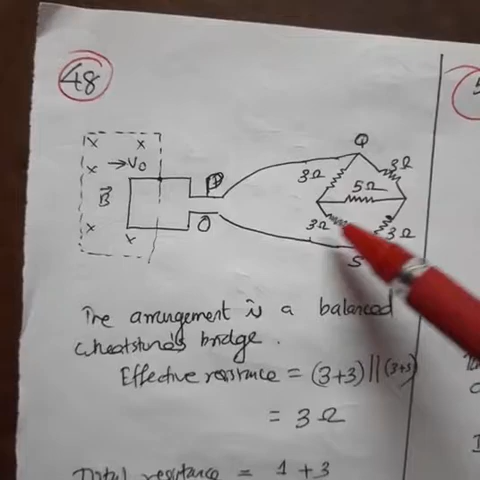 48
x x
x → V0
B⃗
x
x
P
O
Q
3Ω
3Ω
5Ω
3Ω
3Ω
S
The arrangement is a balanced
wheatstone's bridge.
Effective resistance = (3+3)||(3+3)
= 3 Ω
Total resistance = 1 + 3